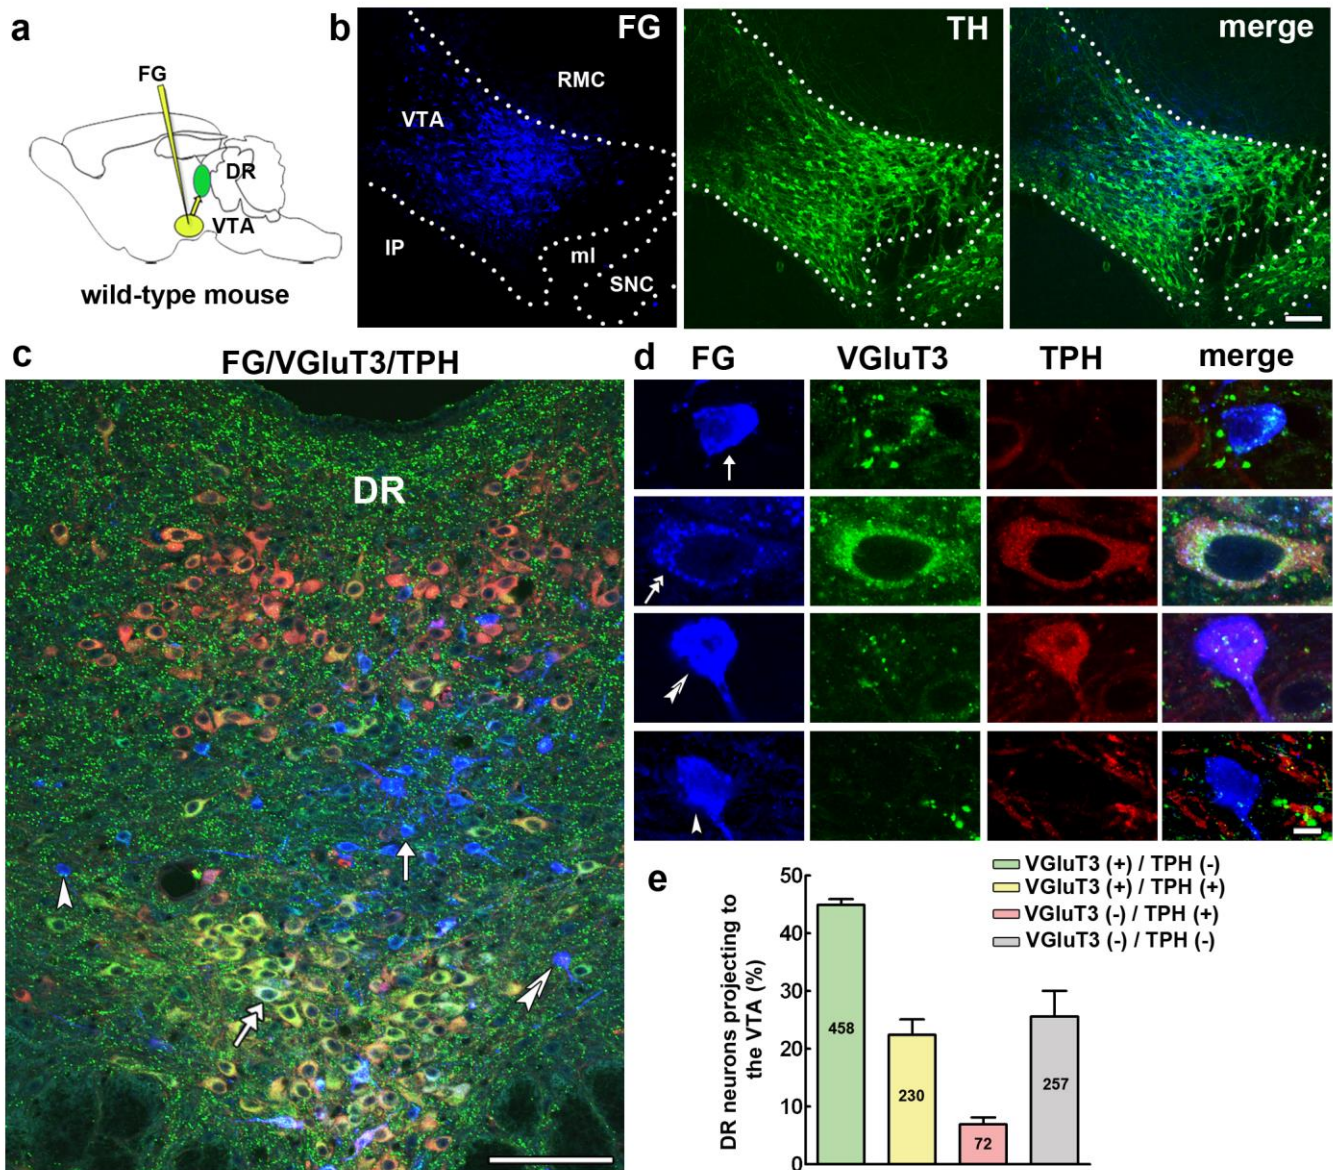 a
FG
DR
VTA
wild-type mouse
b
FG
RMC
VTA
IP
ml
SNC
TH
merge
c
FG/VGluT3/TPH
DR
d
FG
VGluT3
TPH
merge
e
DR neurons projecting to
the VTA (%)
50
40
30
20
10
0
458
230
72
257
VGluT3 (+) / TPH (-)
VGluT3 (+) / TPH (+)
VGluT3 (-) / TPH (+)
VGluT3 (-) / TPH (-)